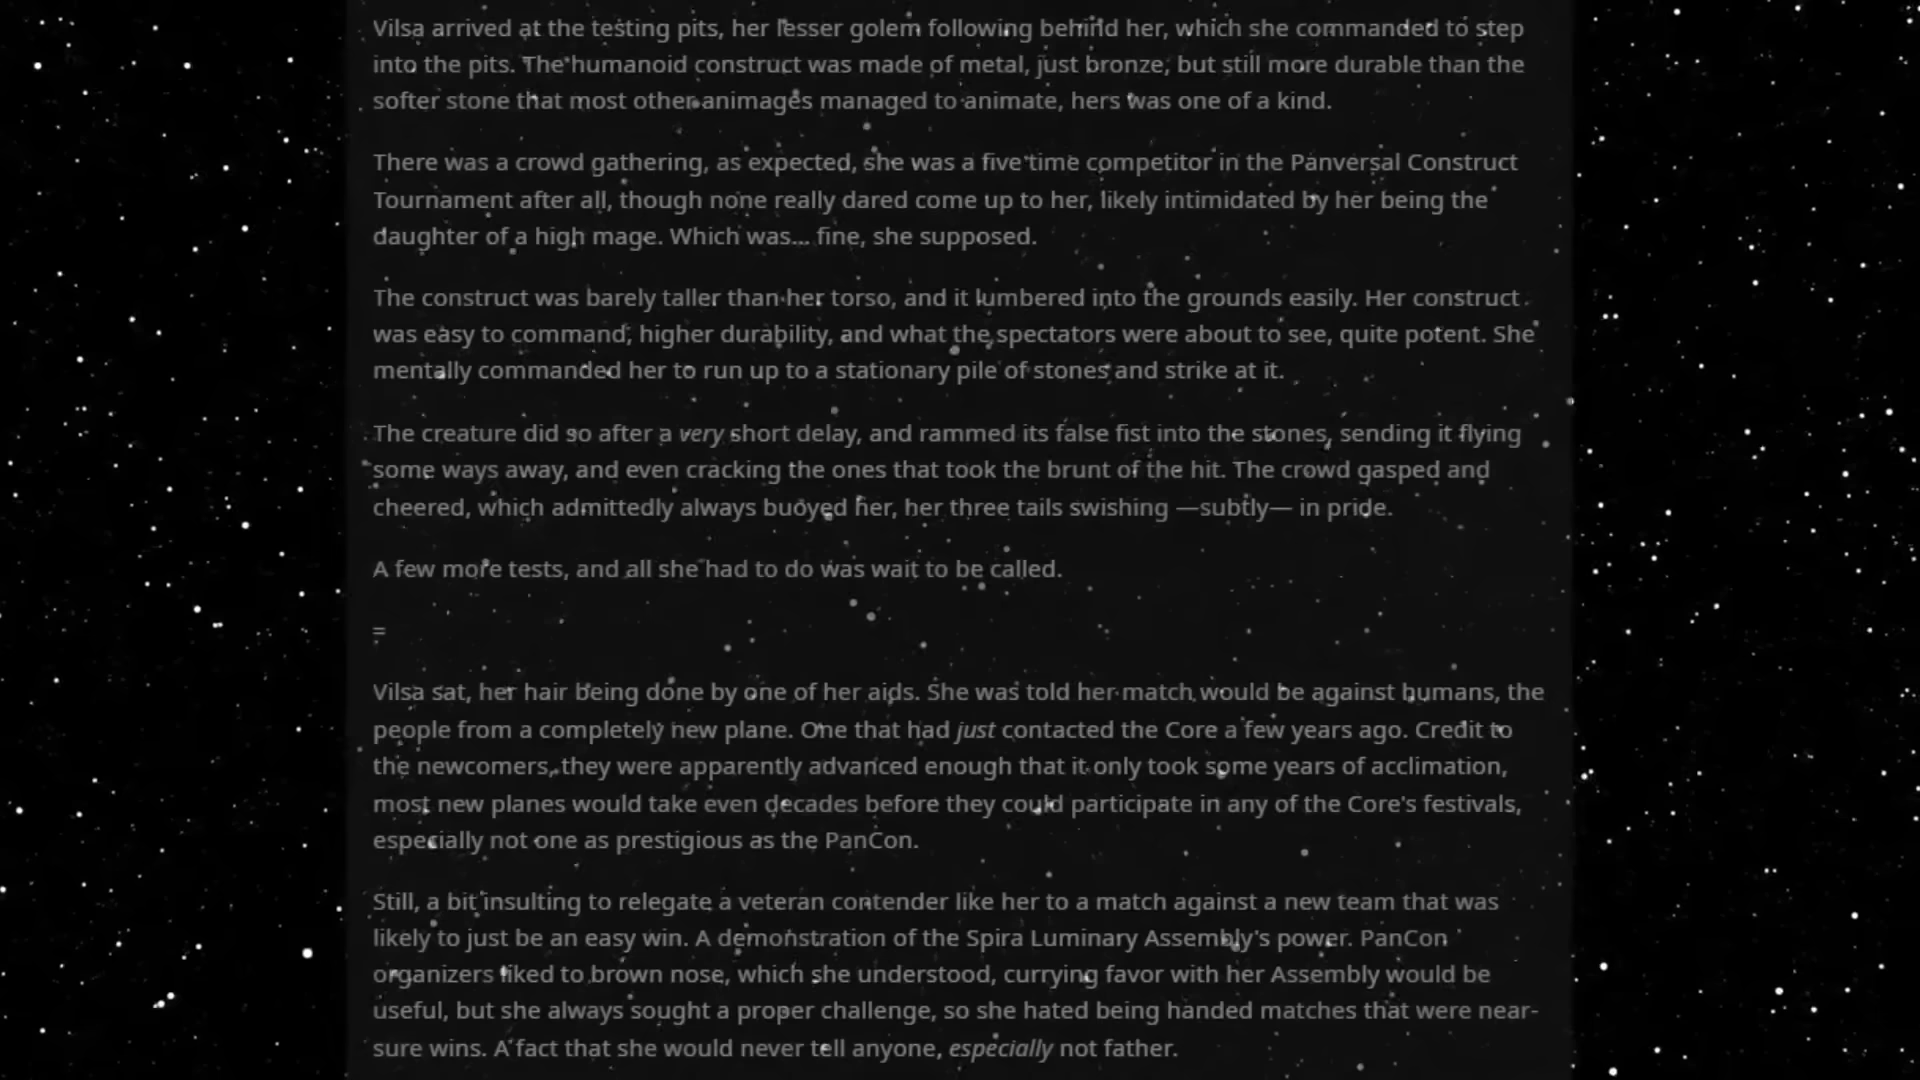 Vilsa arrived at the testing pits, her lesser golem following behind her, which she commanded to step
into the pits. The humanoid construct was made of metal, just bronze, but still more durable than the
softer stone that most other animages managed to animate, hers was one of a kind.
There was a crowd gathering, as expected, she was a five time competitor in the Panversal Construct
Tournament after all, though none really dared come up to her, likely intimidated by her being the
daughter of a high mage. Which was... fine, she supposed.
The construct was barely taller than her torso, and it lumbered into the grounds easily. Her construct
was easy to command, higher durability, and what the spectators were about to see, quite potent. She
mentally commanded her to run up to a stationary pile of stones and strike at it.
The creature did so after a very short delay, and rammed its false fist into the stones, sending it flying
some ways away, and even cracking the ones that took the brunt of the hit. The crowd gasped and
cheered, which admittedly always buoyed her, her three tails swishing —subtly— in pride.
A few more tests, and all she had to do was wait to be called.
=
Vilsa sat, her hair being done by one of her aids. She was told her match would be against humans, the
people from a completely new plane. One that had just contacted the Core a few years ago. Credit to
the newcomers, they were apparently advanced enough that it only took some years of acclimation,
most new planes would take even decades before they could participate in any of the Core's festivals,
especially not one as prestigious as the PanCon.
Still, a bit insulting to relegate a veteran contender like her to a match against a new team that was
likely to just be an easy win. A demonstration of the Spira Luminary Assembly's power. PanCon
organizers liked to brown nose, which she understood, currying favor with her Assembly would be
useful, but she always sought a proper challenge, so she hated being handed matches that were near-
sure wins. A fact that she would never tell anyone, especially not father.